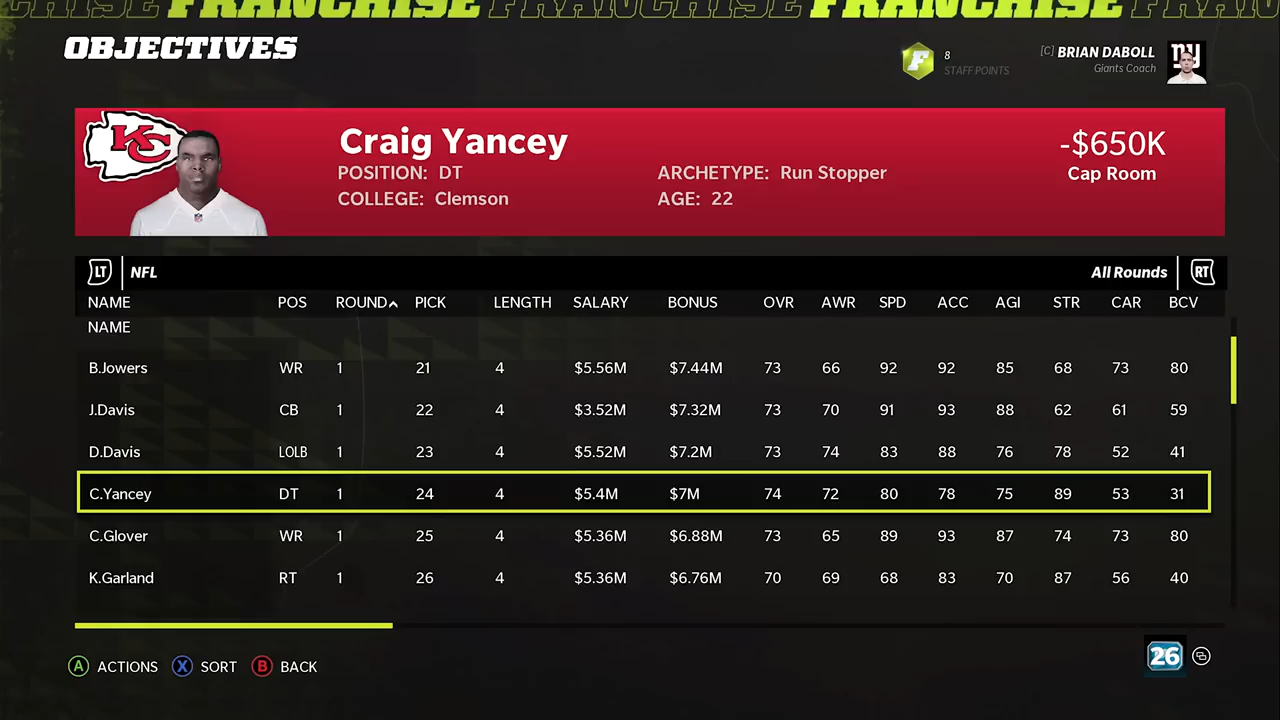 CHISE FRANCHISE FRANCHISE FRANCHISE FRANCHISE FRAN
OBJECTIVES
F
8
STAFF POINTS
[C] BRIAN DABOLL
Giants Coach
ny
KC
Craig Yancey
POSITION: DT
COLLEGE: Clemson
ARCHETYPE: Run Stopper
AGE: 22
-$650K
Cap Room
LT NFL All Rounds RT
NAME POS ROUND PICK LENGTH SALARY BONUS OVR AWR SPD ACC AGI STR CAR BCV
NAME
B.Jowers WR 1 21 4 $5.56M $7.44M 73 66 92 92 85 68 73 80
J.Davis CB 1 22 4 $3.52M $7.32M 73 70 91 93 88 62 61 59
D.Davis LOLB 1 23 4 $5.52M $7.2M 73 74 83 88 76 78 52 41
C.Yancey DT 1 24 4 $5.4M $7M 74 72 80 78 75 89 53 31
C.Glover WR 1 25 4 $5.36M $6.88M 73 65 89 93 87 74 73 80
K.Garland RT 1 26 4 $5.36M $6.76M 70 69 68 83 70 87 56 40
A ACTIONS X SORT B BACK
26